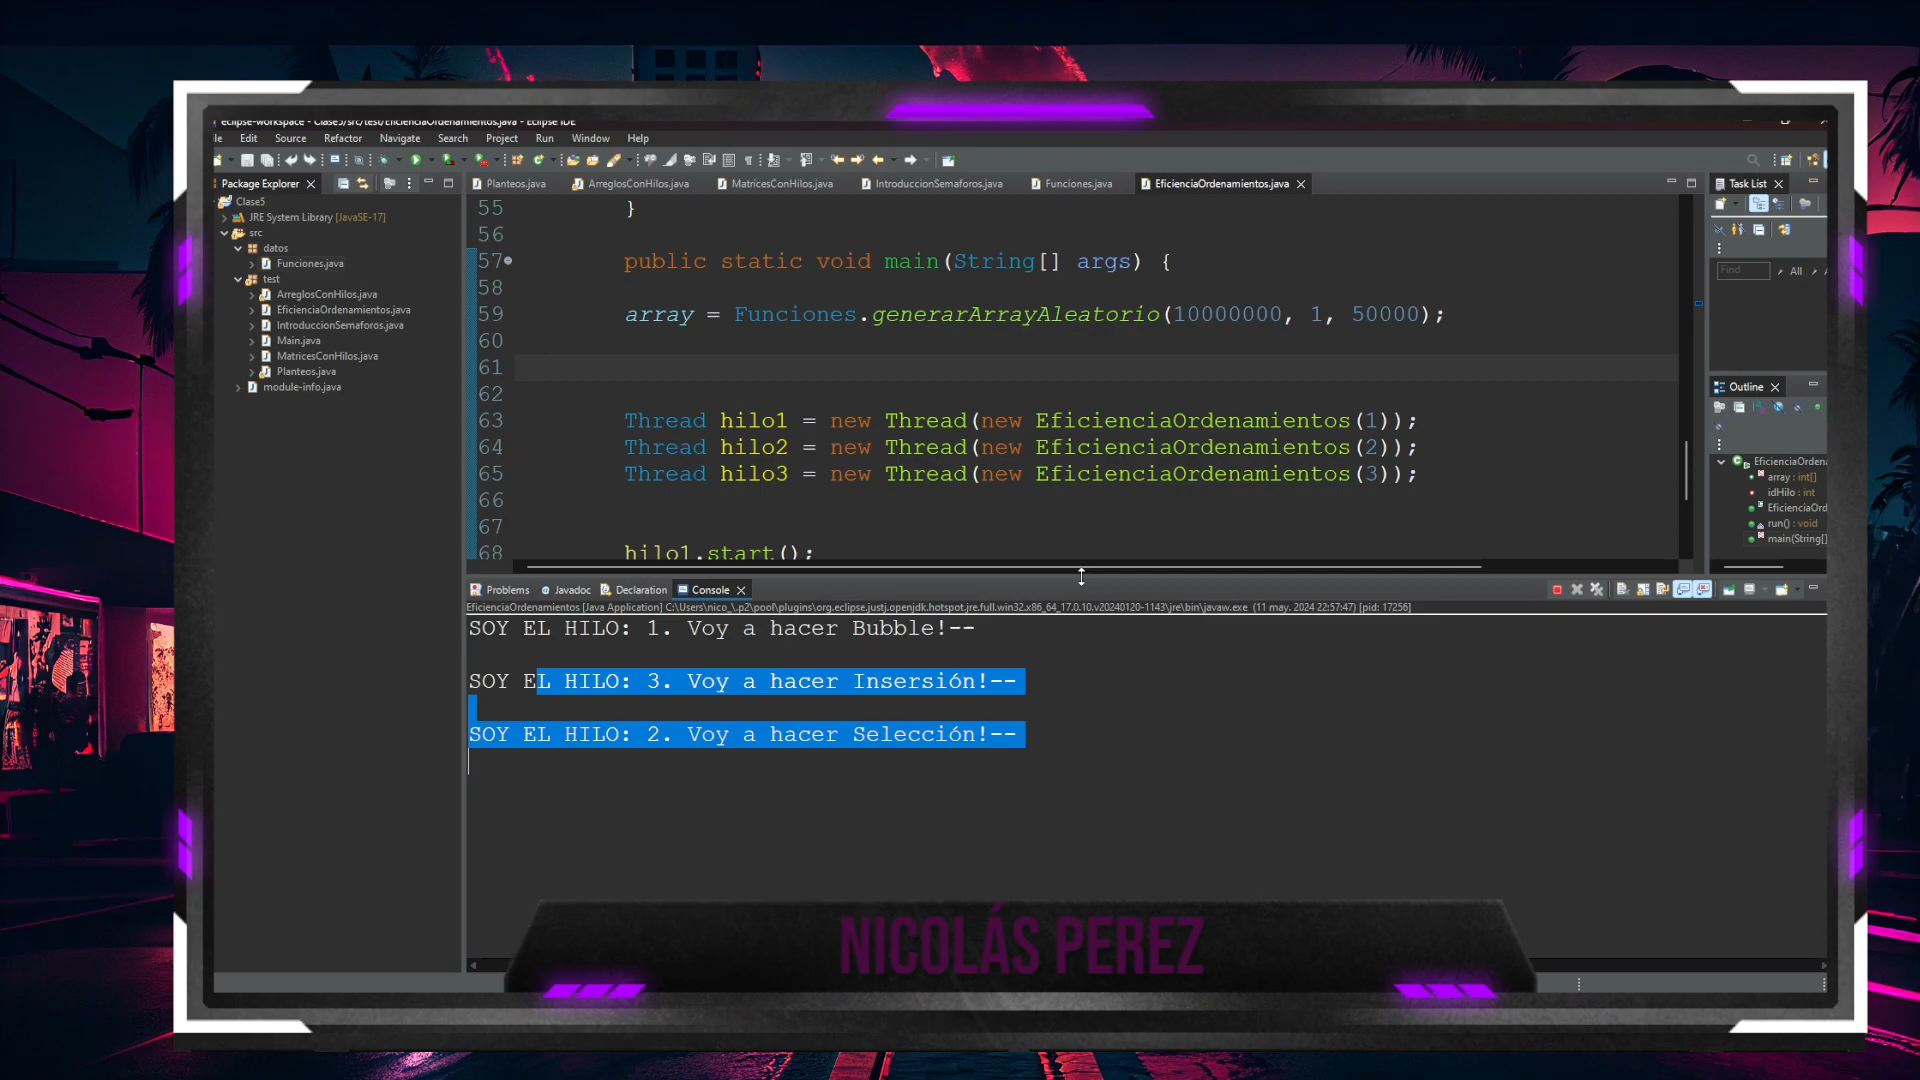 eclipse-workspace - Clase5/src/test/EficienciaOrdenamientos.java - Eclipse IDE
le Edit Source Refactor Navigate Search Project Run Window Help
Package Explorer
Planteos.java ArreglosConHilos.java MatricesConHilos.java IntroduccionSemaforos.java Funciones.java EficienciaOrdenamientos.java
Task List
Clase5
JRE System Library [JavaSE-17]
src
datos
Funciones.java
test
ArreglosConHilos.java
EficienciaOrdenamientos.java
IntroduccionSemaforos.java
Main.java
MatricesConHilos.java
Planteos.java
module-info.java
55 }
56
57 public static void main(String[] args) {
58
59 array = Funciones.generarArrayAleatorio(10000000, 1, 50000);
60
61
62
63 Thread hilo1 = new Thread(new EficienciaOrdenamientos(1));
64 Thread hilo2 = new Thread(new EficienciaOrdenamientos(2));
65 Thread hilo3 = new Thread(new EficienciaOrdenamientos(3));
66
67
68 hilo1.start();
Find All
Outline
EficienciaOrden
array : int[]
idHilo : int
EficienciaOrd
run() : void
main(String[]
Problems Javadoc Declaration Console
EficienciaOrdenamientos [Java Application] C:\Users\nico_\.p2\pool\plugins\org.eclipse.justj.openjdk.hotspot.jre.full.win32.x86_64_17.0.10.v20240120-1143\jre\bin\javaw.exe (11 may. 2024 22:57:47) [pid: 17256]
SOY EL HILO: 1. Voy a hacer Bubble!--
SOY EL HILO: 3. Voy a hacer Insersión!--
SOY EL HILO: 2. Voy a hacer Selección!--
NICOLÁS PEREZ